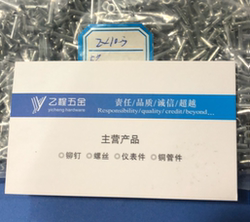 乙程五金
yicheng hardware
责任/品质/诚信/超越
Responsibility/quality/credit/beyond...
主营产品
○铆钉 ○螺丝 ○仪表件 ○铜管件